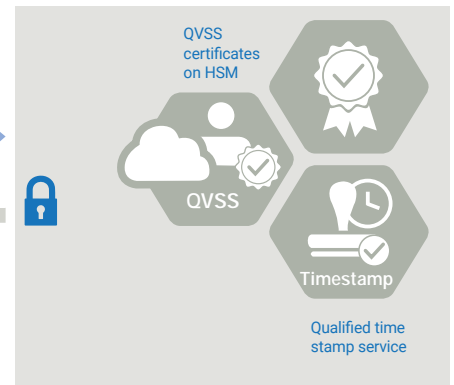 QVSS
certificates
on HSM
QVSS
Timestamp
Qualified time
stamp service